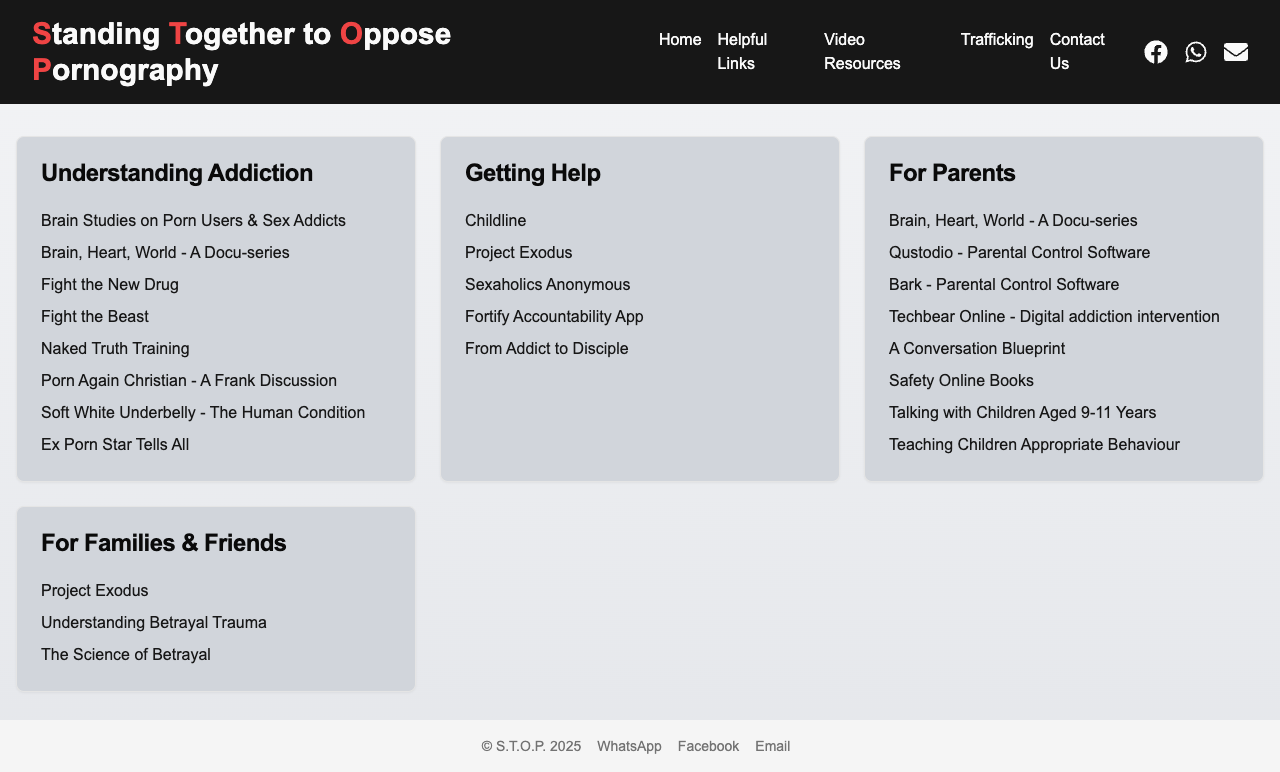 Standing Together to Oppose
Pornography
Home
Helpful
Links
Video
Resources
Trafficking
Contact
Us
Understanding Addiction
Brain Studies on Porn Users & Sex Addicts
Brain, Heart, World - A Docu-series
Fight the New Drug
Fight the Beast
Naked Truth Training
Porn Again Christian - A Frank Discussion
Soft White Underbelly - The Human Condition
Ex Porn Star Tells All
Getting Help
Childline
Project Exodus
Sexaholics Anonymous
Fortify Accountability App
From Addict to Disciple
For Parents
Brain, Heart, World - A Docu-series
Qustodio - Parental Control Software
Bark - Parental Control Software
Techbear Online - Digital addiction intervention
A Conversation Blueprint
Safety Online Books
Talking with Children Aged 9-11 Years
Teaching Children Appropriate Behaviour
For Families & Friends
Project Exodus
Understanding Betrayal Trauma
The Science of Betrayal
© S.T.O.P. 2025 WhatsApp Facebook Email